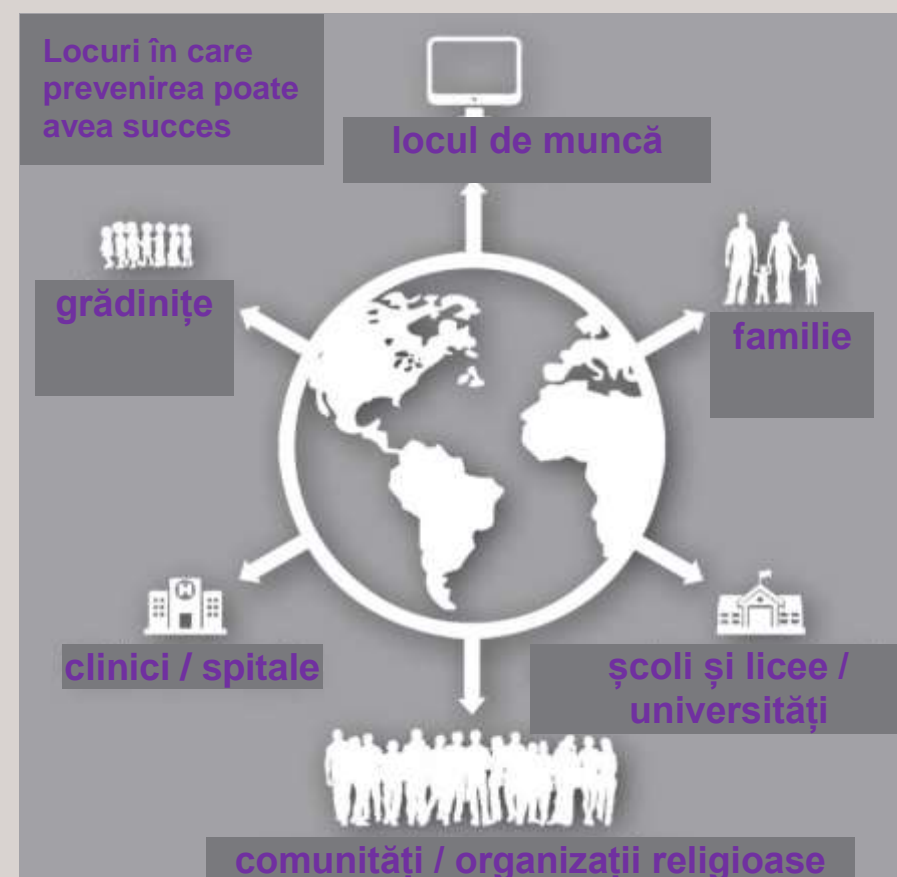 Locuri în care
prevenirea poate
avea succes
locul de muncă
grădinițe
familie
clinici / spitale
școli și licee /
universități
comunități / organizații religioase